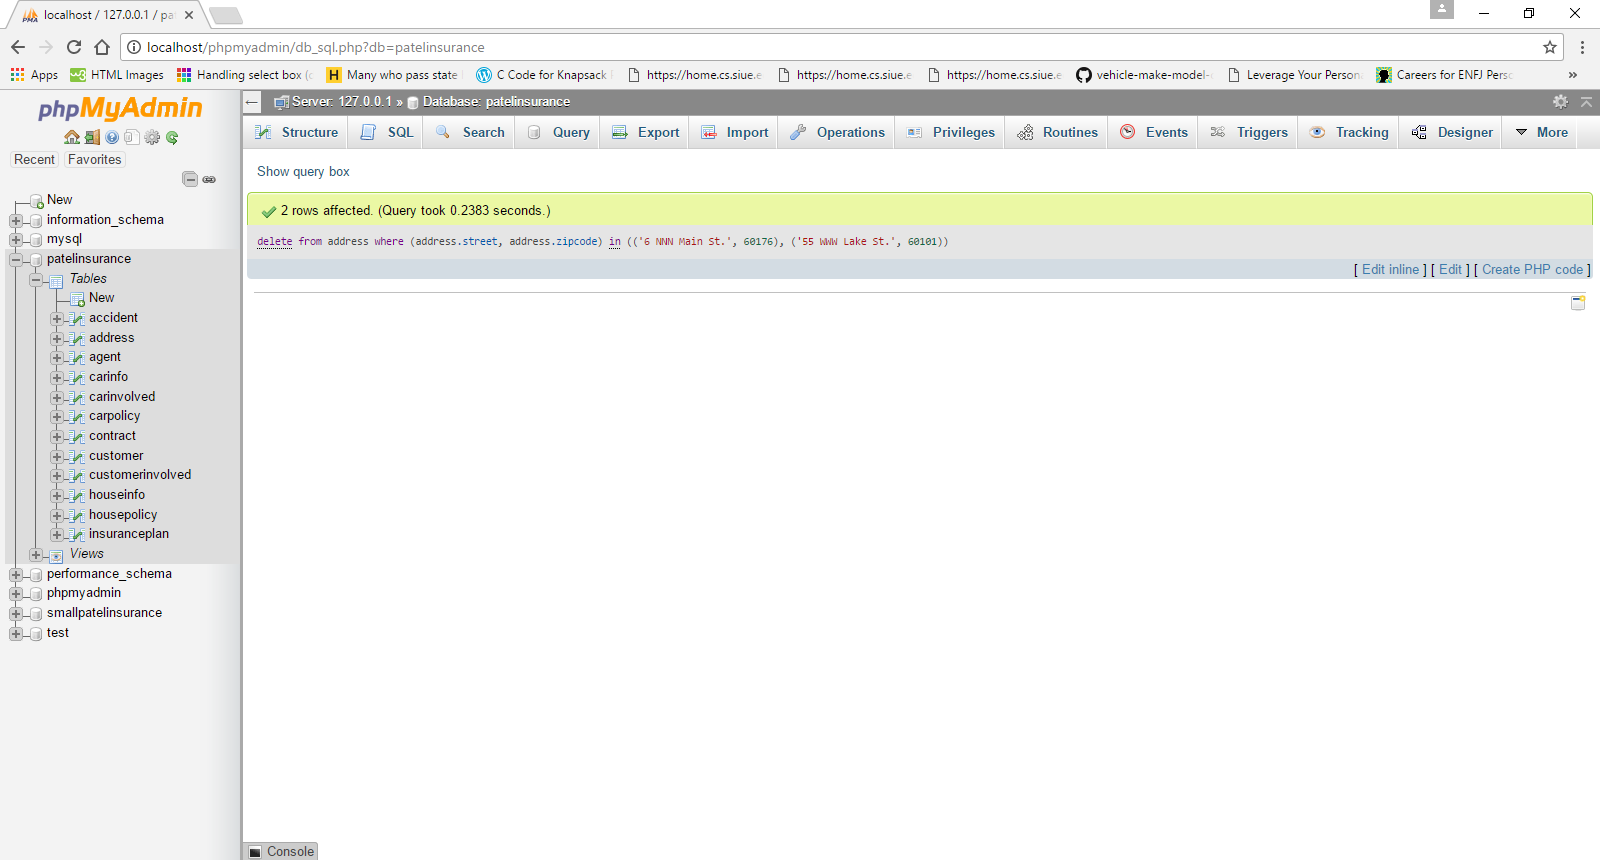 localhost / 127.0.0.1 / pa
localhost/phpmyadmin/db_sql.php?db=patelinsurance
Apps HTML Images Handling select box (c Many who pass state C Code for Knapsack https://home.cs.siue.e https://home.cs.siue.e https://home.cs.siue.e vehicle-make-model- Leverage Your Person Careers for ENFJ Perso »
phpMyAdmin
Recent Favorites
New
information_schema
mysql
patelinsurance
Tables
New
accident
address
agent
carinfo
carinvolved
carpolicy
contract
customer
customerinvolved
houseinfo
housepolicy
insuranceplan
Views
performance_schema
phpmyadmin
smallpatelinsurance
test
Server: 127.0.0.1 » Database: patelinsurance
Structure SQL Search Query Export Import Operations Privileges Routines Events Triggers Tracking Designer More
Show query box
2 rows affected. (Query took 0.2383 seconds.)
delete from address where (address.street, address.zipcode) in (('6 NNN Main St.', 60176), ('55 WWW Lake St.', 60101))
[ Edit inline ] [ Edit ] [ Create PHP code ]
Console